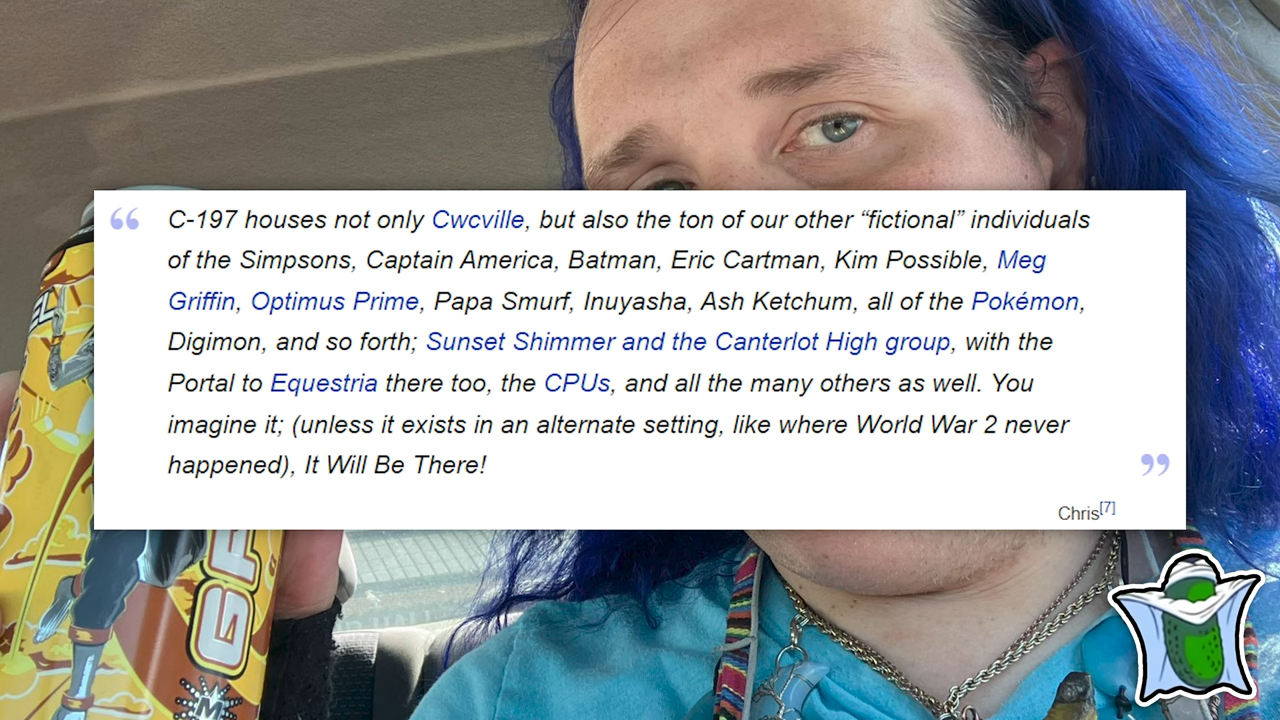 “ C-197 houses not only Cwcville, but also the ton of our other “fictional” individuals
of the Simpsons, Captain America, Batman, Eric Cartman, Kim Possible, Meg
Griffin, Optimus Prime, Papa Smurf, Inuyasha, Ash Ketchum, all of the Pokémon,
Digimon, and so forth; Sunset Shimmer and the Canterlot High group, with the
Portal to Equestria there too, the CPUs, and all the many others as well. You
imagine it; (unless it exists in an alternate setting, like where World War 2 never
happened), It Will Be There! ”
Chris[7]
M